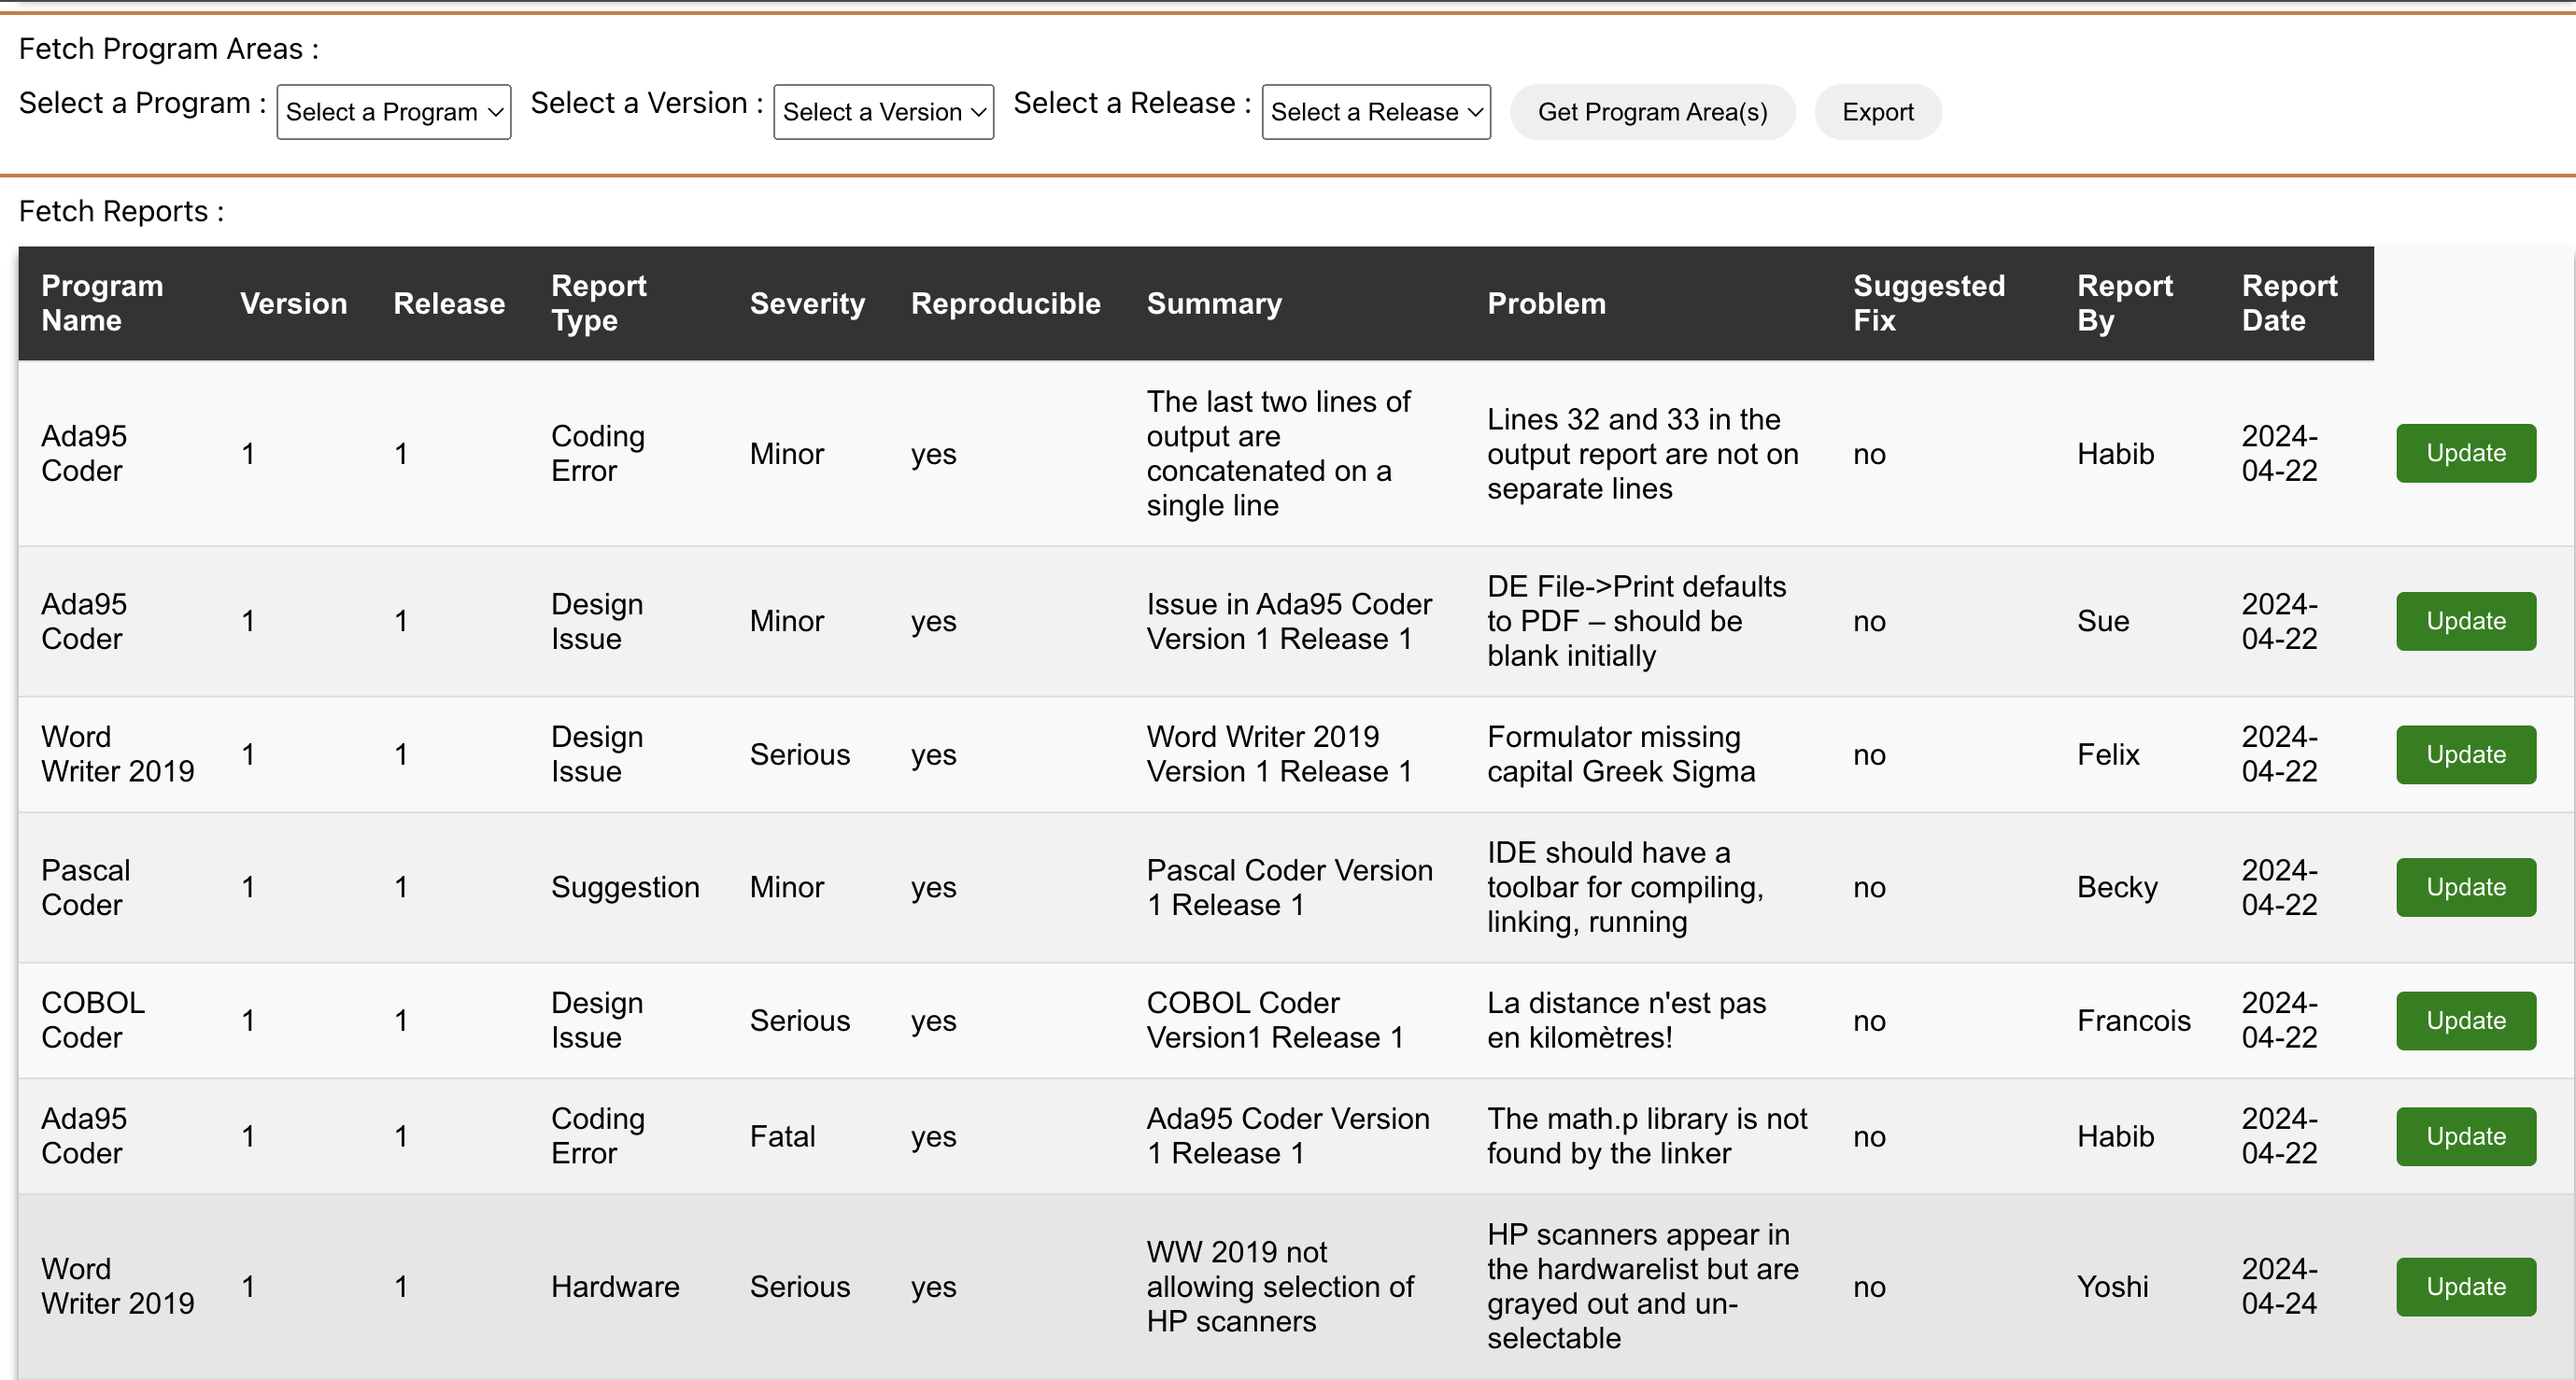 Fetch Program Areas :
Select a Program : Select a Program Select a Version : Select a Version Select a Release : Select a Release Get Program Area(s) Export
Fetch Reports :
Program Name Version Release Report Type Severity Reproducible Summary Problem Suggested Fix Report By Report Date
Ada95 Coder 1 1 Coding Error Minor yes The last two lines of output are concatenated on a single line Lines 32 and 33 in the output report are not on separate lines no Habib 2024-04-22 Update
Ada95 Coder 1 1 Design Issue Minor yes Issue in Ada95 Coder Version 1 Release 1 DE File->Print defaults to PDF – should be blank initially no Sue 2024-04-22 Update
Word Writer 2019 1 1 Design Issue Serious yes Word Writer 2019 Version 1 Release 1 Formulator missing capital Greek Sigma no Felix 2024-04-22 Update
Pascal Coder 1 1 Suggestion Minor yes Pascal Coder Version 1 Release 1 IDE should have a toolbar for compiling, linking, running no Becky 2024-04-22 Update
COBOL Coder 1 1 Design Issue Serious yes COBOL Coder Version1 Release 1 La distance n'est pas en kilomètres! no Francois 2024-04-22 Update
Ada95 Coder 1 1 Coding Error Fatal yes Ada95 Coder Version 1 Release 1 The math.p library is not found by the linker no Habib 2024-04-22 Update
Word Writer 2019 1 1 Hardware Serious yes WW 2019 not allowing selection of HP scanners HP scanners appear in the hardwarelist but are grayed out and un-selectable no Yoshi 2024-04-24 Update